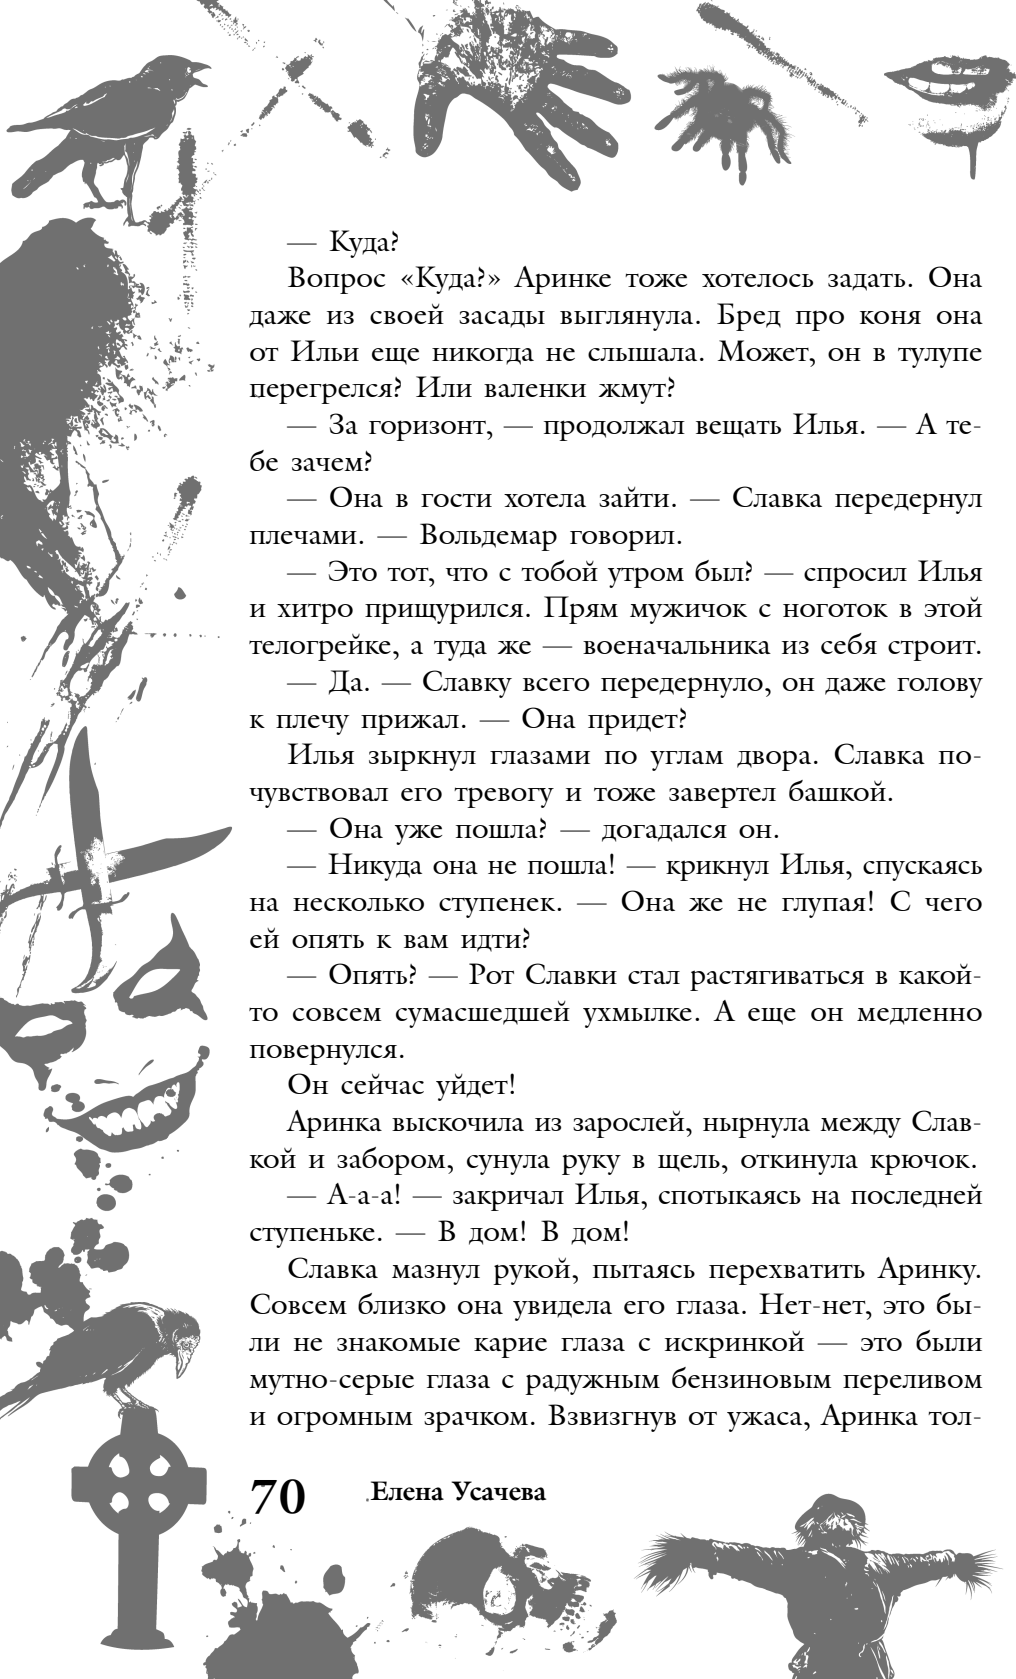 — Куда?
Вопрос «Куда?» Аринке тоже хотелось задать. Она
даже из своей засады выглянула. Бред про коня она
от Ильи еще никогда не слышала. Может, он в тулупе
перегрелся? Или валенки жмут?
— За горизонт, — продолжал вещать Илья. — А те-
бе зачем?
— Она в гости хотела зайти. — Славка передернул
плечами. — Вольдемар говорил.
— Это тот, что с тобой утром был? — спросил Илья
и хитро прищурился. Прям мужичок с ноготок в этой
телогрейке, а туда же — военачальника из себя строит.
— Да. — Славку всего передернуло, он даже голову
к плечу прижал. — Она придет?
Илья зыркнул глазами по углам двора. Славка по-
чувствовал его тревогу и тоже завертел башкой.
— Она уже пошла? — догадался он.
— Никуда она не пошла! — крикнул Илья, спускаясь
на несколько ступенек. — Она же не глупая! С чего
ей опять к вам идти?
— Опять? — Рот Славки стал растягиваться в какой-
то совсем сумасшедшей ухмылке. А еще он медленно
повернулся.
Он сейчас уйдет!
Аринка выскочила из зарослей, нырнула между Слав-
кой и забором, сунула руку в щель, откинула крючок.
— А-а-а! — закричал Илья, спотыкаясь на последней
ступеньке. — В дом! В дом!
Славка мазнул рукой, пытаясь перехватить Аринку.
Совсем близко она увидела его глаза. Нет-нет, это бы-
ли не знакомые карие глаза с искринкой — это были
мутно-серые глаза с радужным бензиновым переливом
и огромным зрачком. Взвизгнув от ужаса, Аринка тол-
70 Елена Усачева